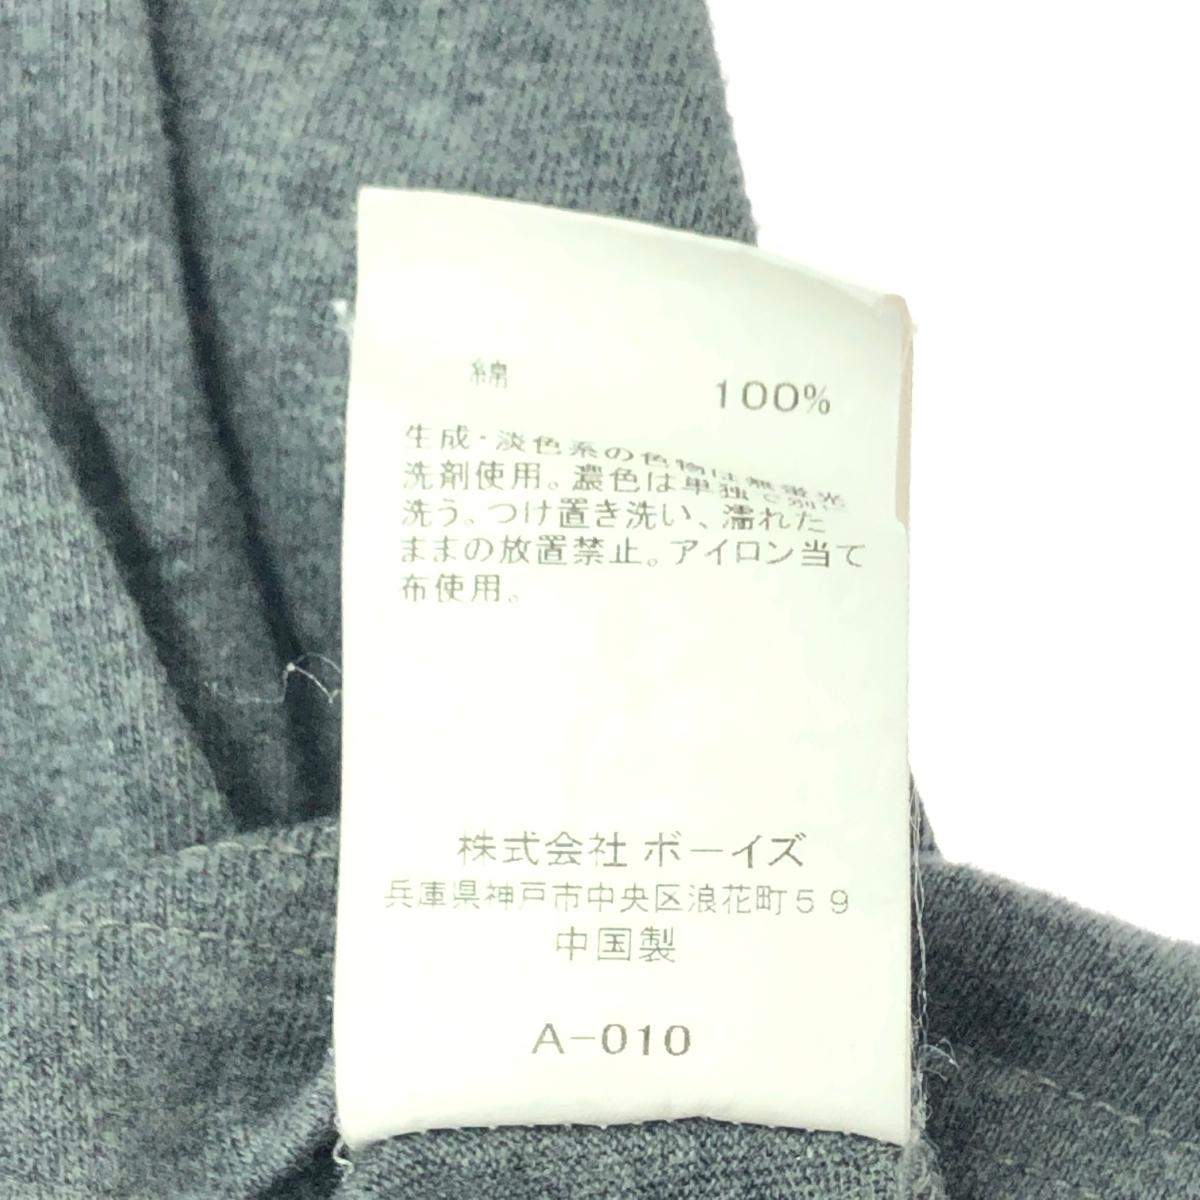 綿 100%
生成・淡色系の色物は無蛍光
洗剤使用。濃色は単独で別に
洗う。つけ置き洗い、濡れた
ままの放置禁止。アイロン当て
布使用。
株式会社 ボーイズ
兵庫県神戸市中央区浪花町59
中国製
A-010